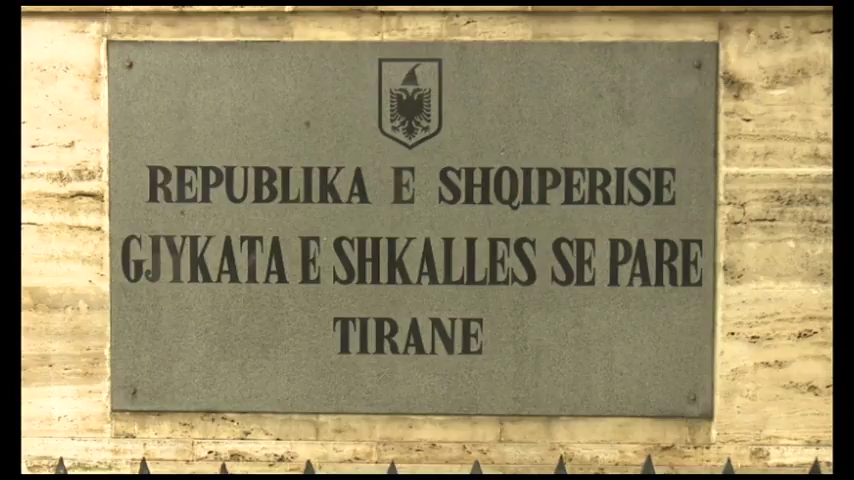 REPUBLIKA E SHQIPERISE
GJYKATA E SHKALLES SE PARE
TIRANE